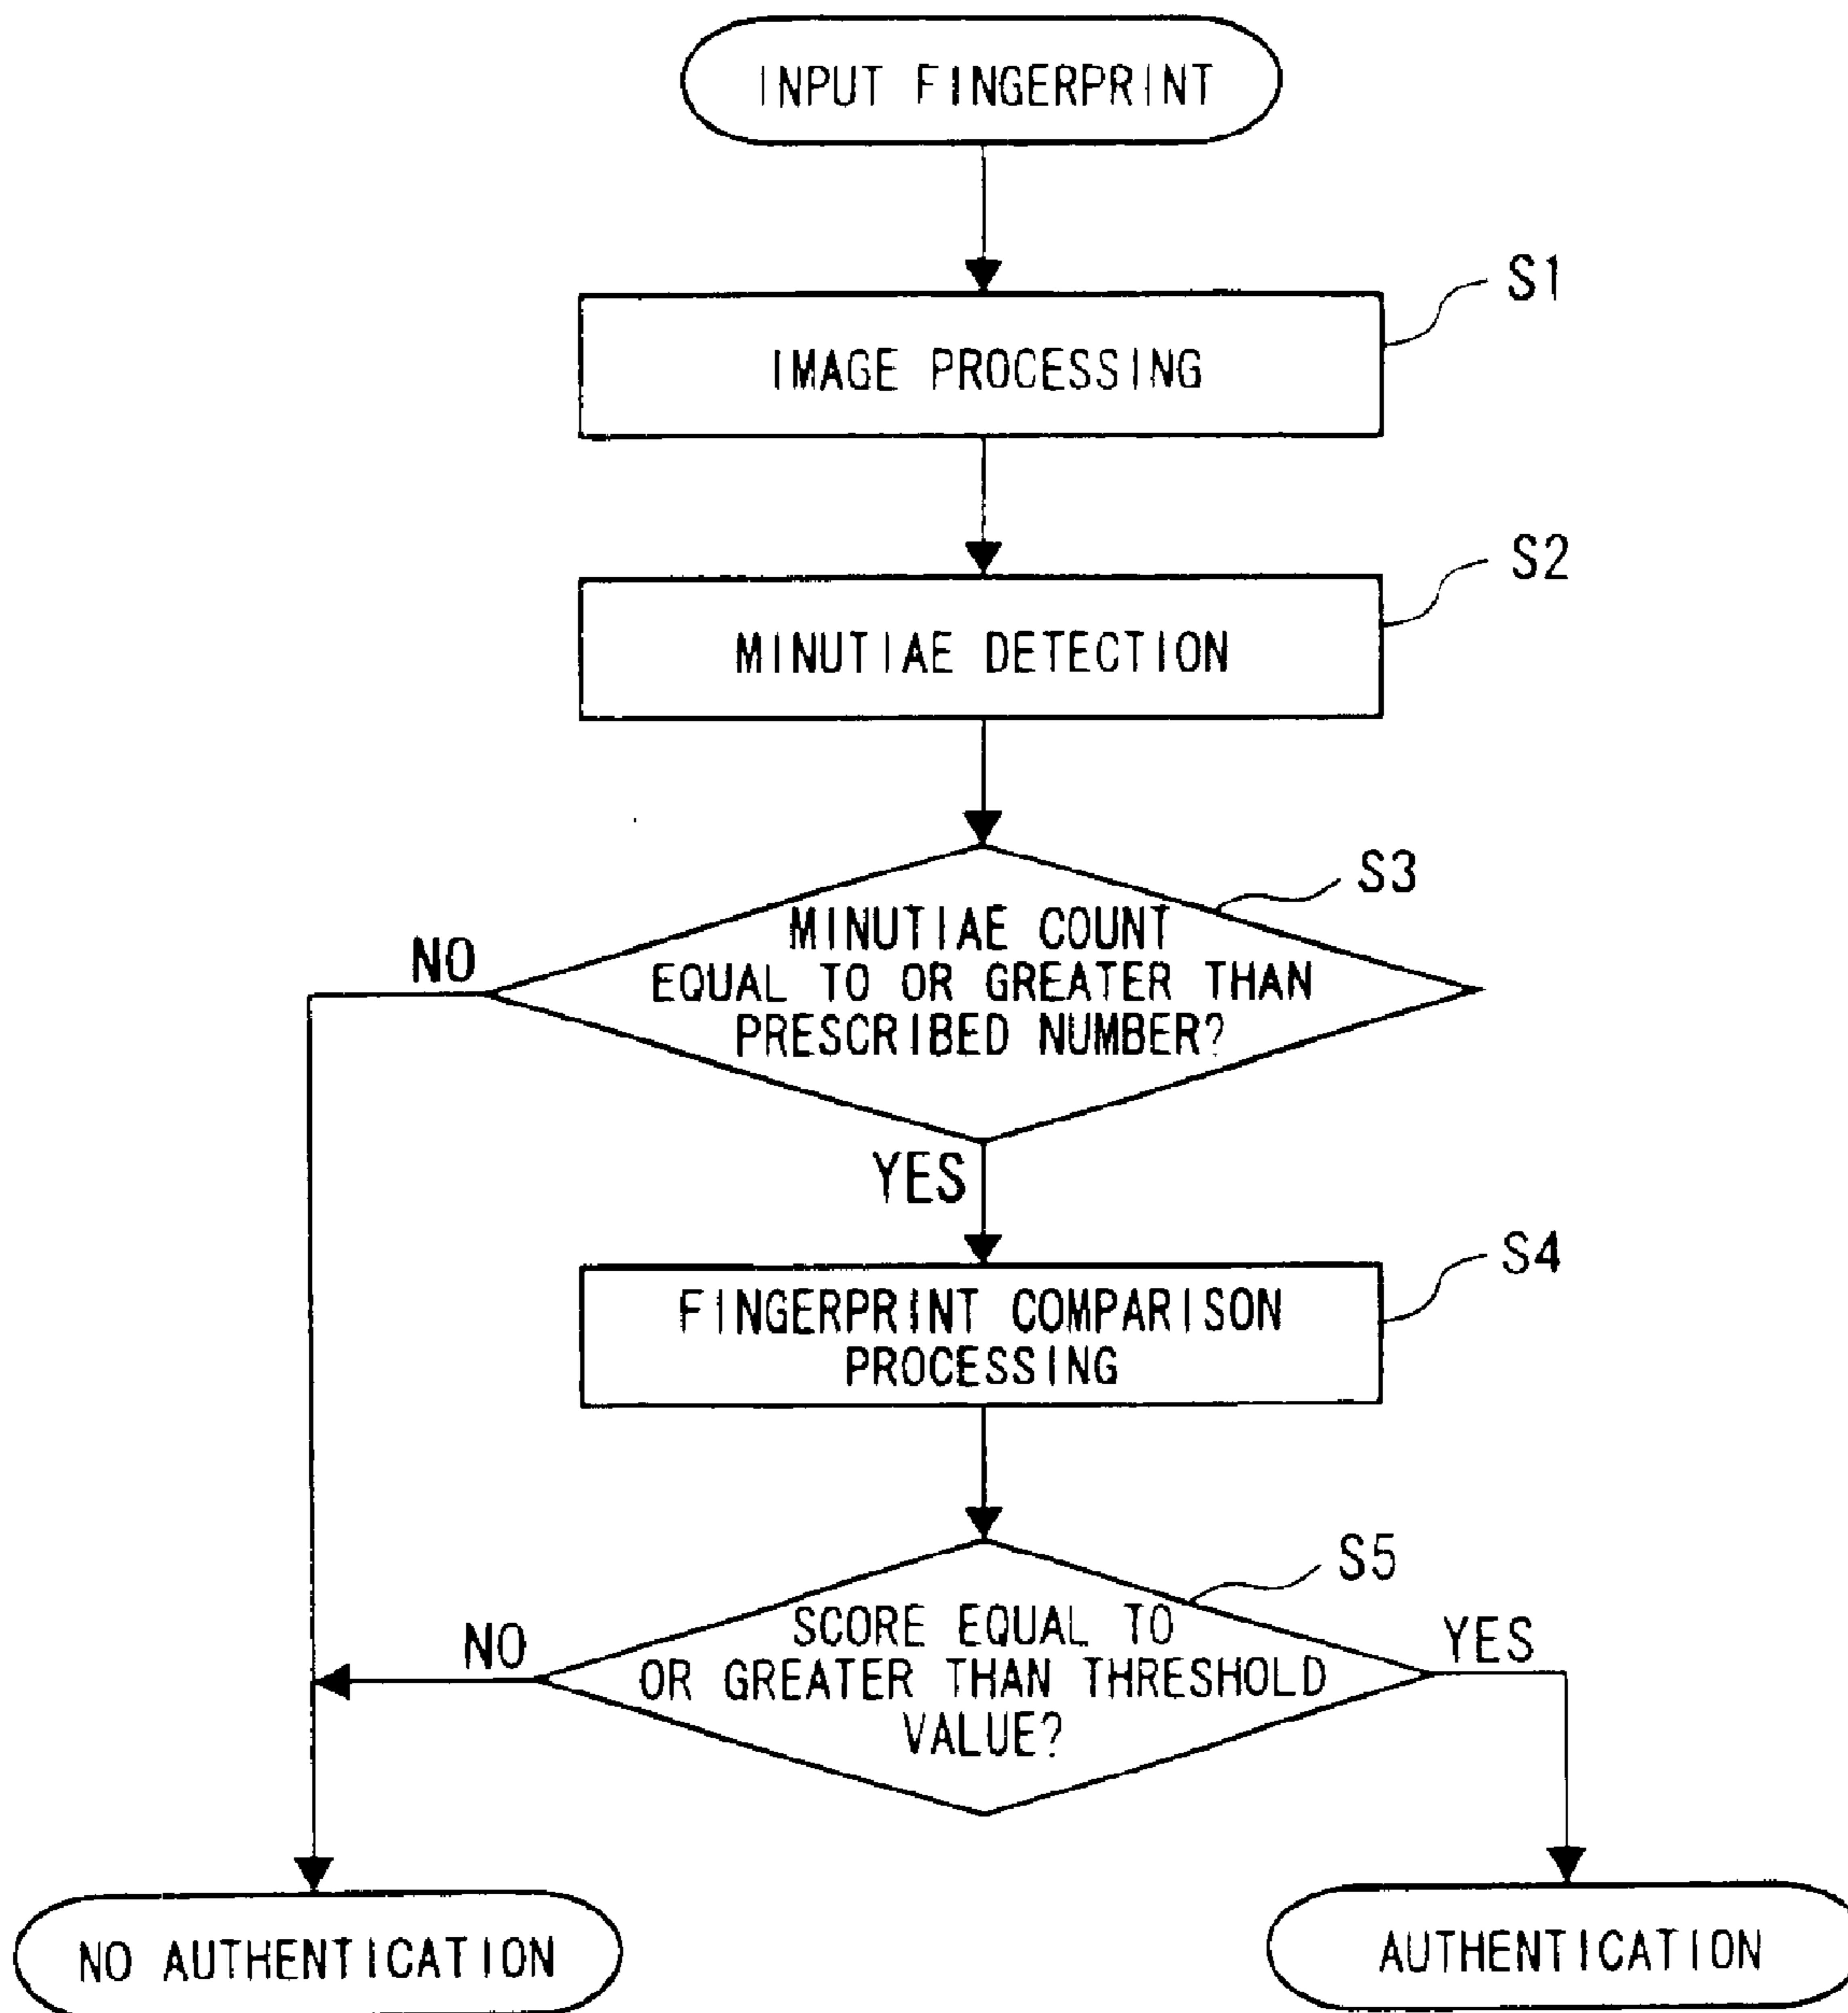 INPUT FINGERPRINT
S1
IMAGE PROCESSING
S2
MINUTIAE DETECTION
S3
MINUTIAE COUNT
EQUAL TO OR GREATER THAN
PRESCRIBED NUMBER?
NO
YES
S4
FINGERPRINT COMPARISON
PROCESSING
S5
SCORE EQUAL TO
OR GREATER THAN THRESHOLD
VALUE?
NO
YES
NO AUTHENTICATION
AUTHENTICATION